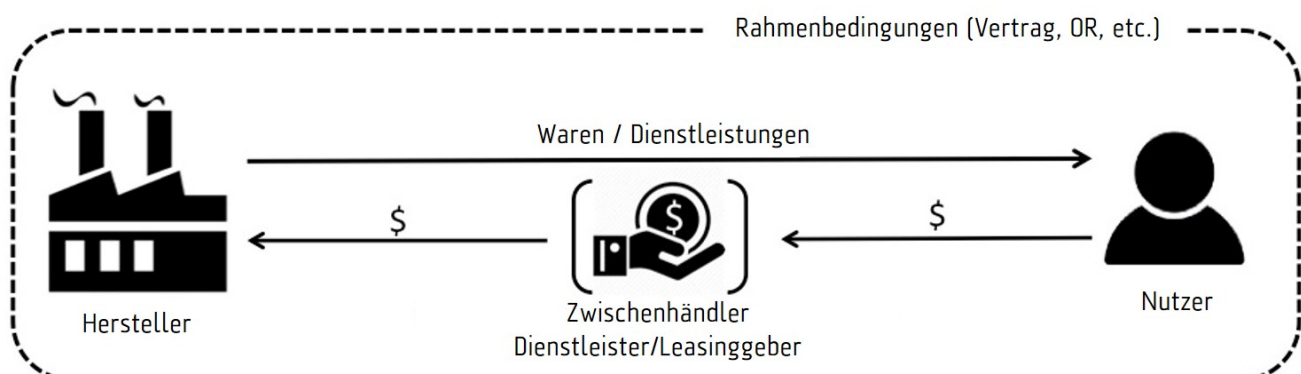 Rahmenbedingungen (Vertrag, OR, etc.)
Waren / Dienstleistungen
$
$
$
Hersteller
Zwischenhändler
Dienstleister/Leasinggeber
Nutzer